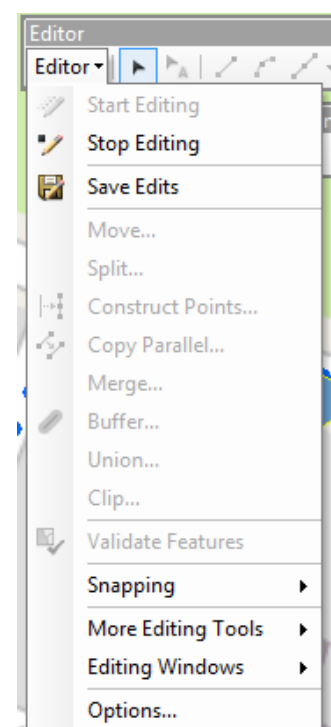 Editor
Editor
Start Editing
Stop Editing
Save Edits
Move...
Split...
Construct Points...
Copy Parallel...
Merge...
Buffer...
Union...
Clip...
Validate Features
Snapping
More Editing Tools
Editing Windows
Options...